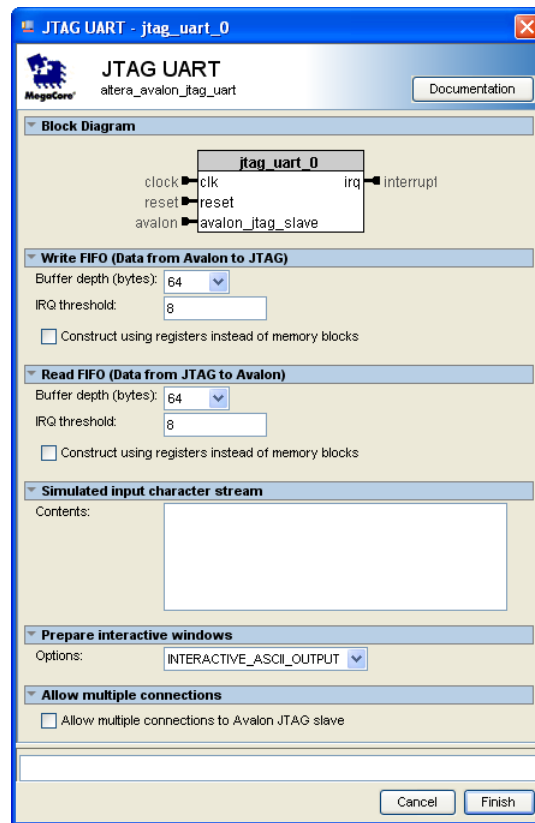 JTAG UART - jtag_uart_0
JTAG UART
MegaCore®
altera_avalon_jtag_uart
Documentation
Block Diagram
jtag_uart_0
clock clk irq interrupt
reset reset
avalon avalon_jtag_slave
Write FIFO (Data from Avalon to JTAG)
Buffer depth (bytes): 64
IRQ threshold: 8
Construct using registers instead of memory blocks
Read FIFO (Data from JTAG to Avalon)
Buffer depth (bytes): 64
IRQ threshold: 8
Construct using registers instead of memory blocks
Simulated input character stream
Contents:
Prepare interactive windows
Options: INTERACTIVE_ASCII_OUTPUT
Allow multiple connections
Allow multiple connections to Avalon JTAG slave
Cancel Finish